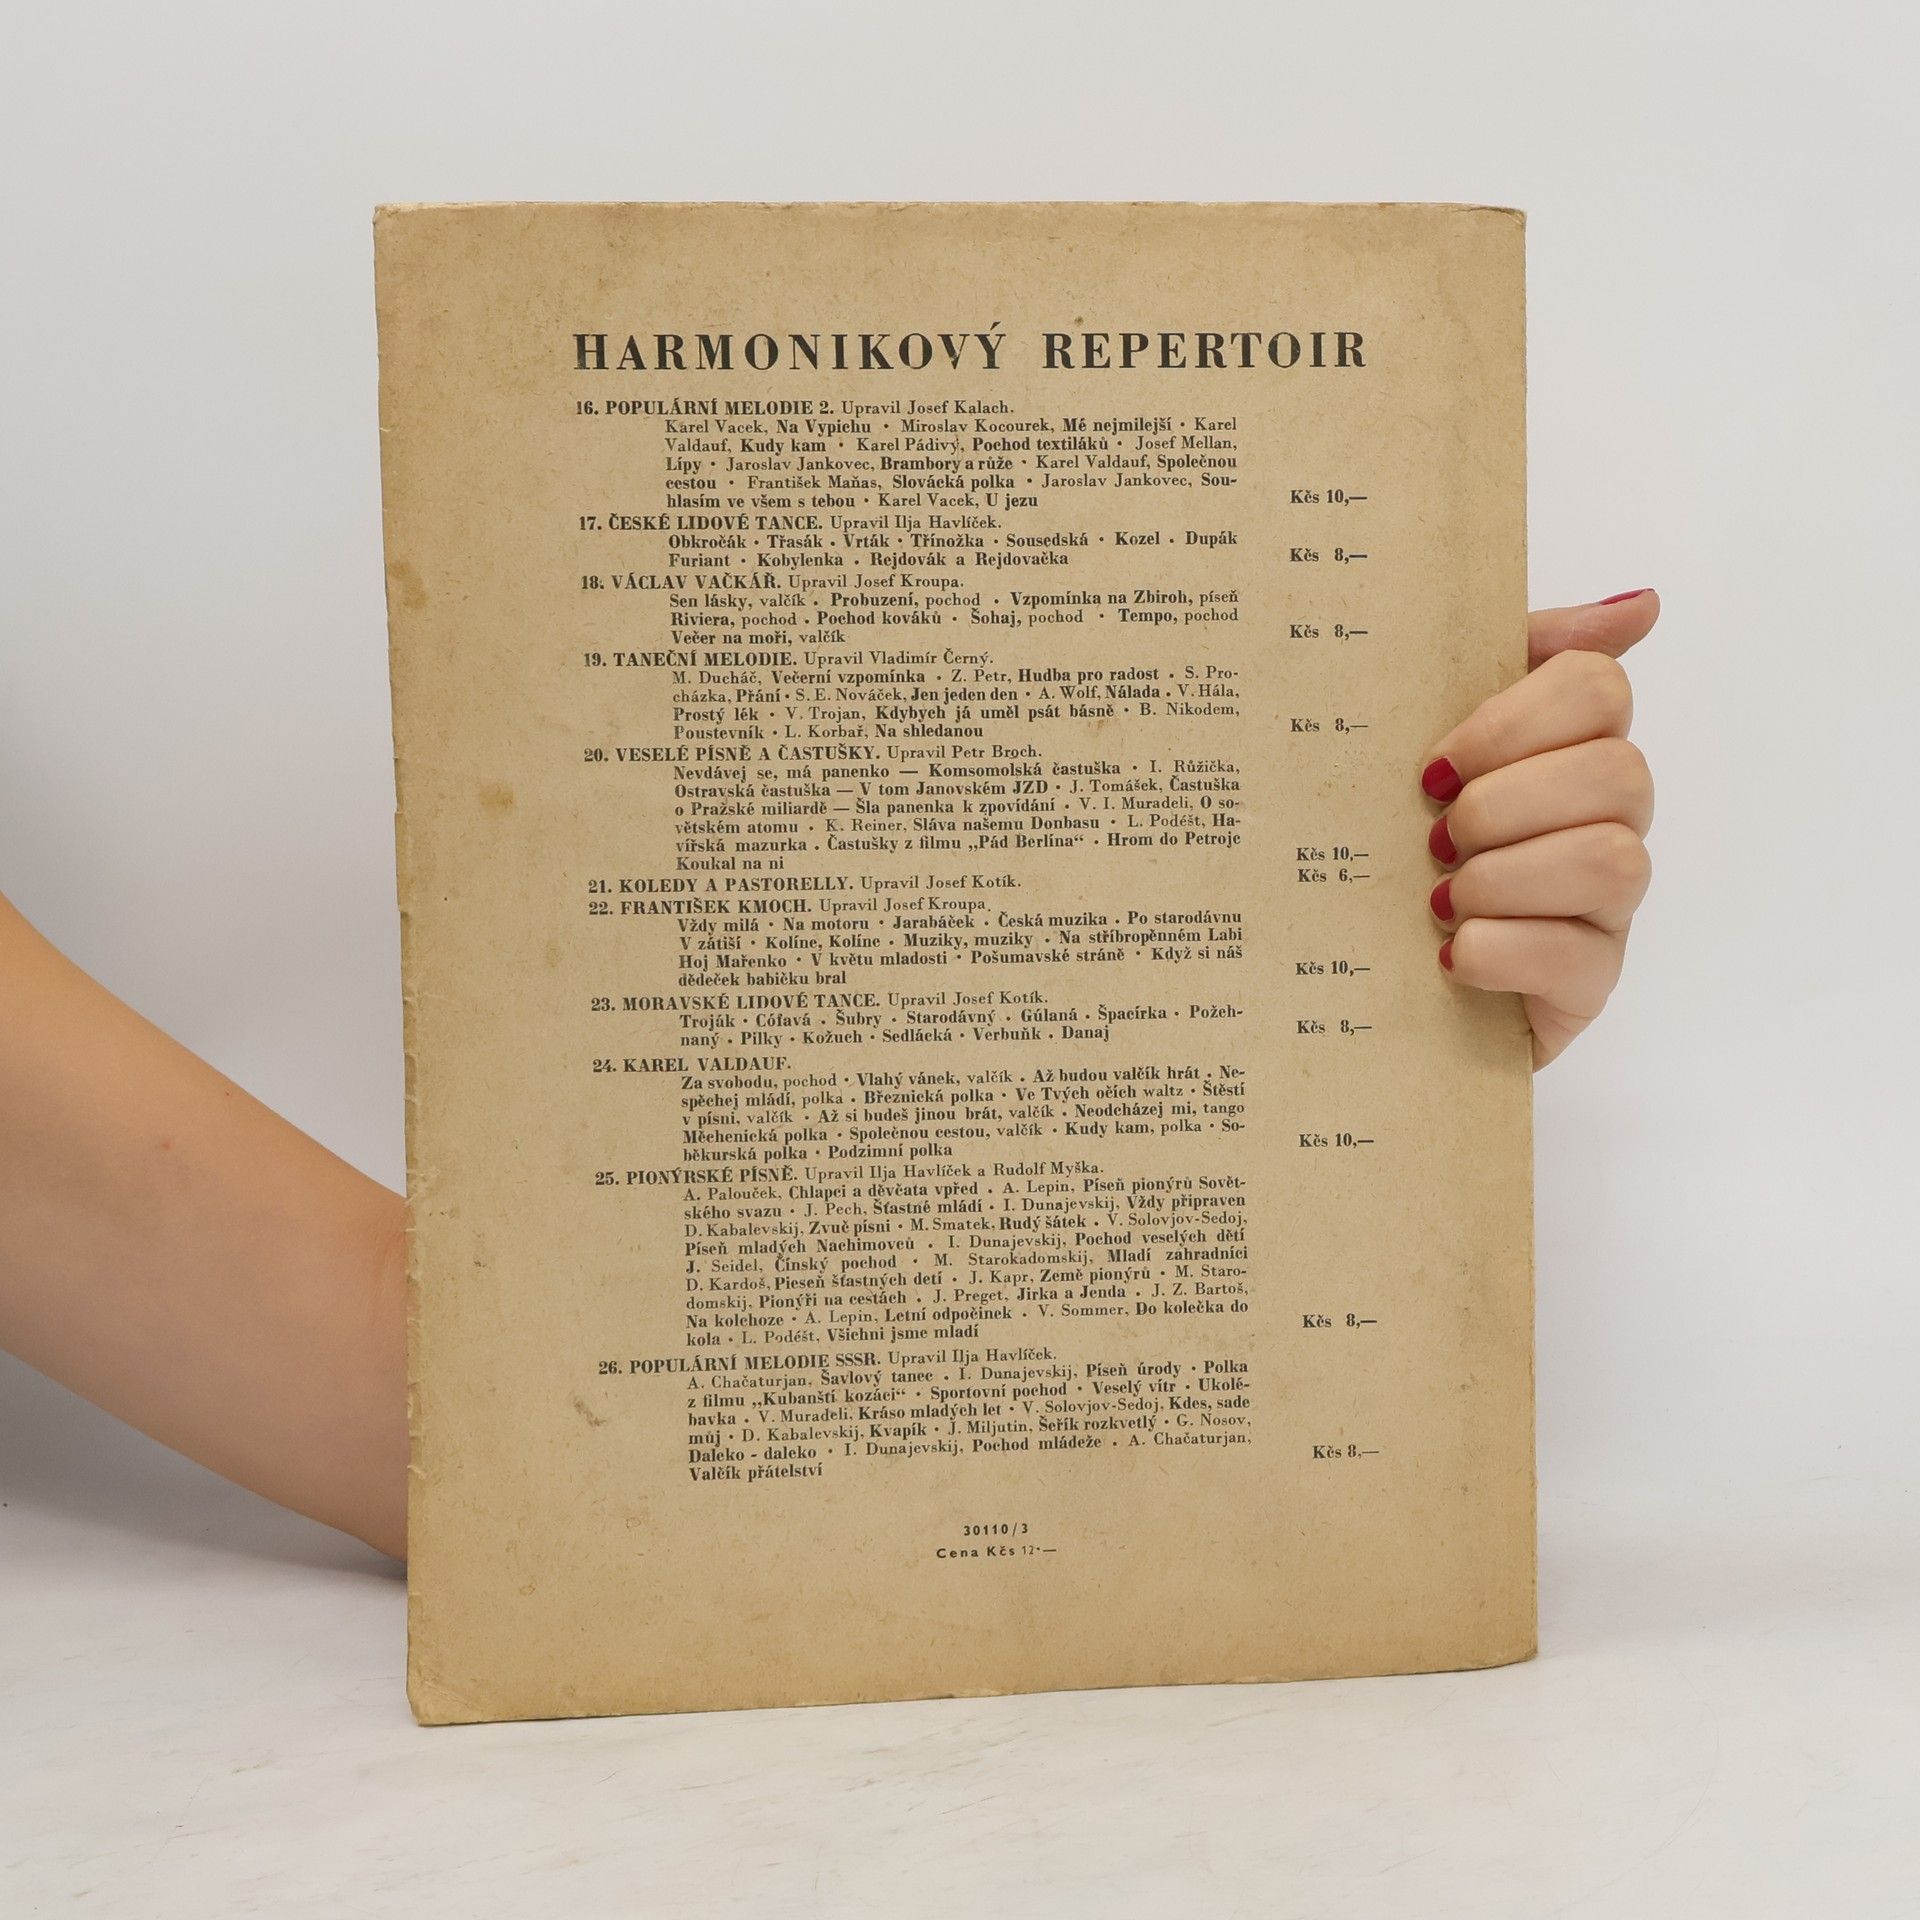 HARMONIKOVÝ REPERTOIR
16. POPULÁRNÍ MELODIE 2. Upravil Josef Kalach.
Karel Vacek, Na Vypichu • Miroslav Kocourek, Mé nejmilejší • Karel
Valdauf, Kudy kam • Karel Pádivý, Pochod textiláků • Josef Mellan,
Lípy • Jaroslav Jankovec, Brambory a růže • Karel Valdauf, Společnou
cestou • František Maňas, Slovácká polka • Jaroslav Jankovec, Sou-
hlasím ve všem s tebou • Karel Vacek, U jezu Kčs 10,—
17. ČESKÉ LIDOVÉ TANCE. Upravil Ilja Havlíček.
Obkročák • Třasák • Vrták • Třínožka • Sousedská • Kozel • Dupák
Furiant • Kobylenka • Rejdovák a Rejdovačka Kčs 8,—
18. VÁCLAV VAČKÁŘ. Upravil Josef Kroupa.
Sen lásky, valčík • Probuzení, pochod • Vzpomínka na Zbiroh, píseň
Riviera, pochod • Pochod kováků • Šohaj, pochod • Tempo, pochod
Večer na moři, valčík Kčs 8,—
19. TANEČNÍ MELODIE. Upravil Vladimír Černý.
M. Ducháč, Večerní vzpomínka • Z. Petr, Hudba pro radost • S. Pro-
cházka, Přání • S. E. Nováček, Jen jeden den • A. Wolf, Nálada • V. Hála,
Prostý lék • V. Trojan, Kdybych já uměl psát básně • B. Nikodem,
Poustevník • L. Korbař, Na shledanou Kčs 8,—
20. VESELÉ PÍSNĚ A ČASTUŠKY. Upravil Petr Broch.
Nevdávej se, má panenko — Komsomolská častuška • I. Růžička,
Ostravská častuška — V tom Janovském JZD • J. Tomášek, Častuška
o Pražské miliardě — Šla panenka k zpovídání • V. I. Muradeli, O so-
větském atomu • K. Reiner, Sláva našemu Donbasu • L. Podéšt, Ha-
vířská mazurka • Častušky z filmu „Pád Berlína“ • Hrom do Petroje
Koukal na ni Kčs 10,—
21. KOLEDY A PASTORELLY. Upravil Josef Kotík. Kčs 6,—
22. FRANTIŠEK KMOCH. Upravil Josef Kroupa.
Vždy milá • Na motoru • Jarabáček • Česká muzika • Po starodávnu
V zátiší • Kolíne, Kolíne • Muziky, muziky • Na stříbropěnném Labi
Hoj Mařenko • V květu mladosti • Pošumavské stráně • Když si náš
dědeček babičku bral Kčs 10,—
23. MORAVSKÉ LIDOVÉ TANCE. Upravil Josef Kotík.
Troják • Cófavá • Šubry • Starodávný • Gúlaná • Špacírka • Požeh-
naný • Pilky • Kožuch • Sedlácká • Verbuňk • Danaj Kčs 8,—
24. KAREL VALDAUF.
Za svobodu, pochod • Vlahý vánek, valčík • Až budou valčík hrát • Ne-
spěchej mládí, polka • Březnická polka • Ve Tvých očích waltz • Štěstí
v písni, valčík • Až si budeš jinou brát, valčík • Neodcházej mi, tango
Měchenická polka • Společnou cestou, valčík • Kudy kam, polka • So-
běkurská polka • Podzimní polka Kčs 10,—
25. PIONÝRSKÉ PÍSNĚ. Upravil Ilja Havlíček a Rudolf Myška.
A. Palouček, Chlapci a děvčata vpřed • A. Lepin, Píseň pionýrů Sovět-
ského svazu • J. Pech, Šťastné mládí • I. Dunajevskij, Vždy připraven
D. Kabalevskij, Zvuč písni • M. Smatek, Rudý šátek • V. Solovjov-Sedoj,
Píseň mladých Nachimovců • I. Dunajevskij, Pochod veselých dětí
J. Seidel, Čínský pochod • M. Starokadomskij, Mladí zahradníci
D. Kardoš, Pieseň šťastných detí • J. Kapr, Země pionýrů • M. Staro-
domskij, Pionýři na cestách • J. Preget, Jirka a Jenda • J. Z. Bartoš,
Na kolchoze • A. Lepin, Letní odpočinek • V. Sommer, Do kolečka do
kola • L. Podéšt, Všichni jsme mladí Kčs 8,—
26. POPULÁRNÍ MELODIE SSSR. Upravil Ilja Havlíček.
A. Chačaturjan, Šavlový tanec • I. Dunajevskij, Píseň úrody • Polka
z filmu „Kubanští kozáci“ • Sportovní pochod • Veselý vítr • Ukolé-
bavka • V. Muradeli, Kráso mladých let • V. Solovjov-Sedoj, Kdes, sade
můj • D. Kabalevskij, Kvapík • J. Miljutin, Šeřík rozkvetlý • G. Nosov,
Daleko - daleko • I. Dunajevskij, Pochod mládeže • A. Chačaturjan,
Valčík přátelství Kčs 8,—
30110/3
Cena Kčs 12·—